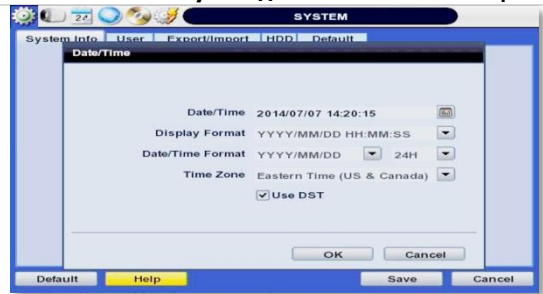 24
SYSTEM
System Info User Export/Import HDD Default
Date/Time
Date/Time 2014/07/07 14:20:15
Display Format YYYY/MM/DD HH:MM:SS
Date/Time Format YYYY/MM/DD 24H
Time Zone Eastern Time (US & Canada)
Use DST
OK Cancel
Default Help Save Cancel